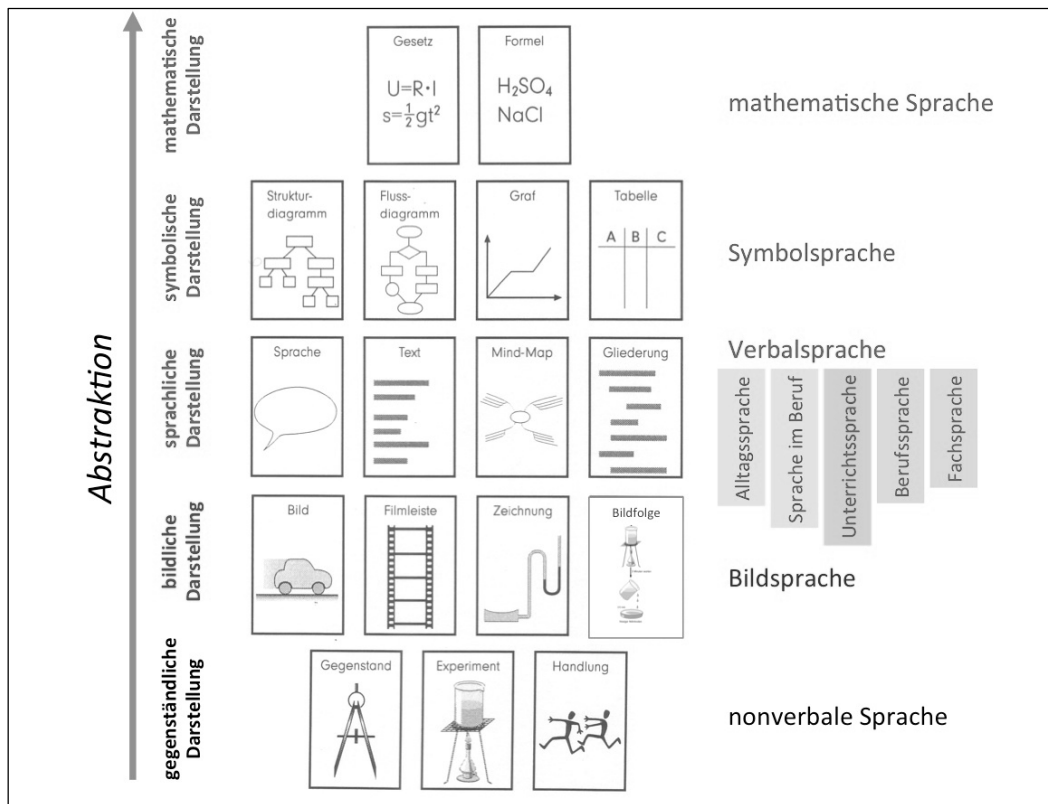 Abstraktion
mathematische
Darstellung
Gesetz
U=R•I
s=½gt²
Formel
H₂SO₄
NaCl
mathematische Sprache
symbolische
Darstellung
Struktur-
diagramm
Fluss-
diagramm
Graf
Tabelle
A B C
Symbolsprache
sprachliche
Darstellung
Sprache
Text
Mind-Map
Gliederung
Verbalsprache
Alltagssprache
Sprache im Beruf
Unterrichtssprache
Berufssprache
Fachsprache
bildliche
Darstellung
Bild
Filmleiste
Zeichnung
Bildfolge
Bildsprache
gegenständliche
Darstellung
Gegenstand
Experiment
Handlung
nonverbale Sprache